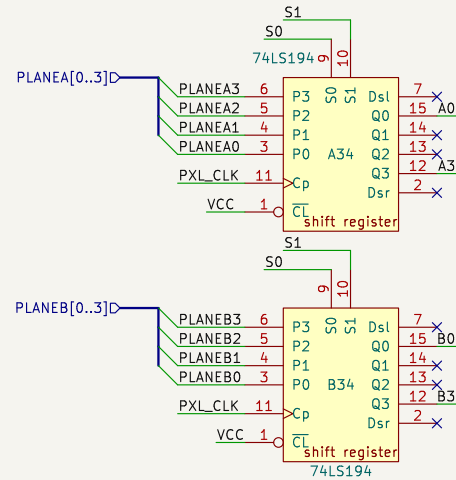 S1
S0
74LS194
9
10
PLANEA[0..3]
PLANEA3 6 P3 S0 S1 Dsl 7
PLANEA2 5 P2 Q0 15 A0
PLANEA1 4 P1 Q1 14
PLANEA0 3 P0 A34 Q2 13
Q3 12 A3
PXL_CLK 11 Cp Dsr 2
VCC 1 CL
shift register
S1
S0
9
10
PLANEB[0..3]
PLANEB3 6 P3 S0 S1 Dsl 7
PLANEB2 5 P2 Q0 15 B0
PLANEB1 4 P1 Q1 14
PLANEB0 3 P0 B34 Q2 13
Q3 12 B3
PXL_CLK 11 Cp Dsr 2
VCC 1 CL
shift register
74LS194